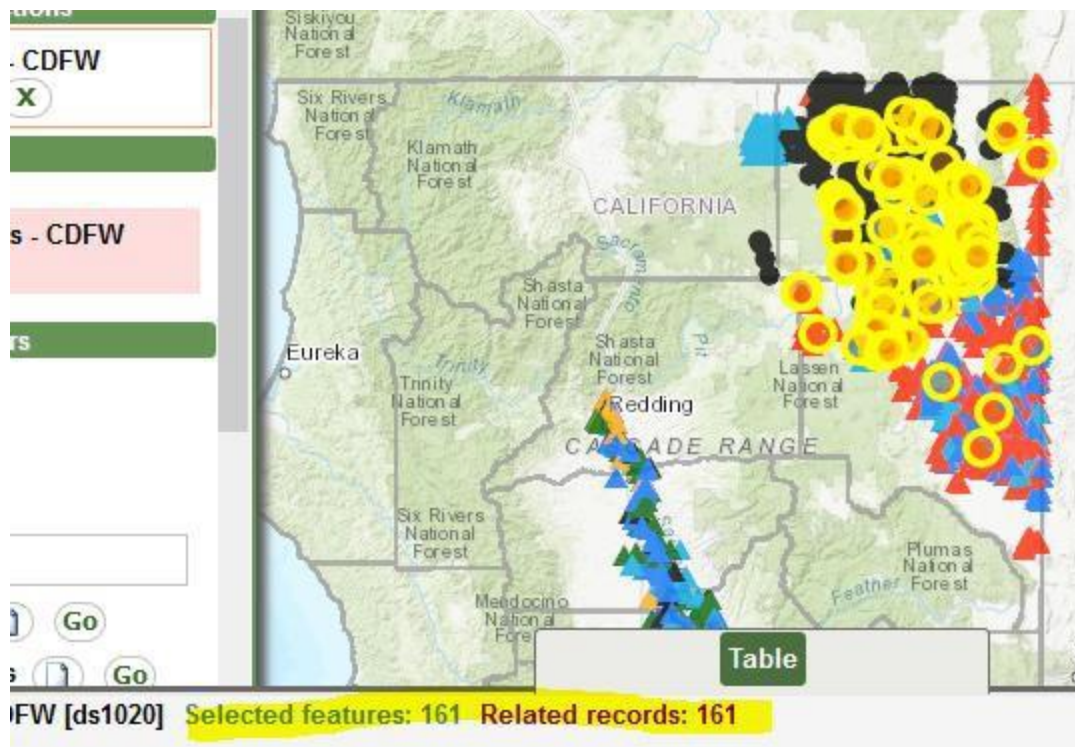 - CDFW
X
s - CDFW
rs
Go
s Go
Siskiyou
National
Forest
Six Rivers
National
Forest
Klamath
Klamath
National
Forest
CALIFORNIA
Sacramento
Shasta
National
Forest
Pit
Shasta
National
Forest
Eureka
Trinity
Trinity
National
Forest
Lassen
National
Forest
Redding
CASCADE RANGE
Six Rivers
National
Forest
Plumas
National
Forest
Feather
Mendocino
National
Fore
Table
DFW [ds1020] Selected features: 161 Related records: 161